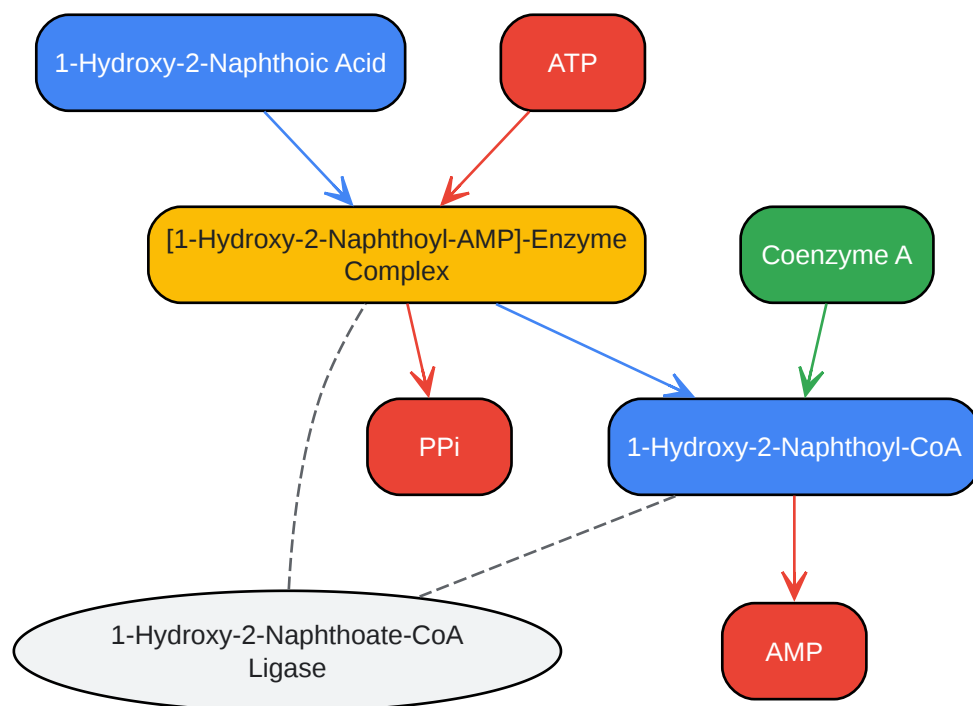 1-Hydroxy-2-Naphthoic Acid
ATP
[1-Hydroxy-2-Naphthoyl-AMP]-Enzyme
Complex
Coenzyme A
PPi
1-Hydroxy-2-Naphthoyl-CoA
1-Hydroxy-2-Naphthoate-CoA
Ligase
AMP